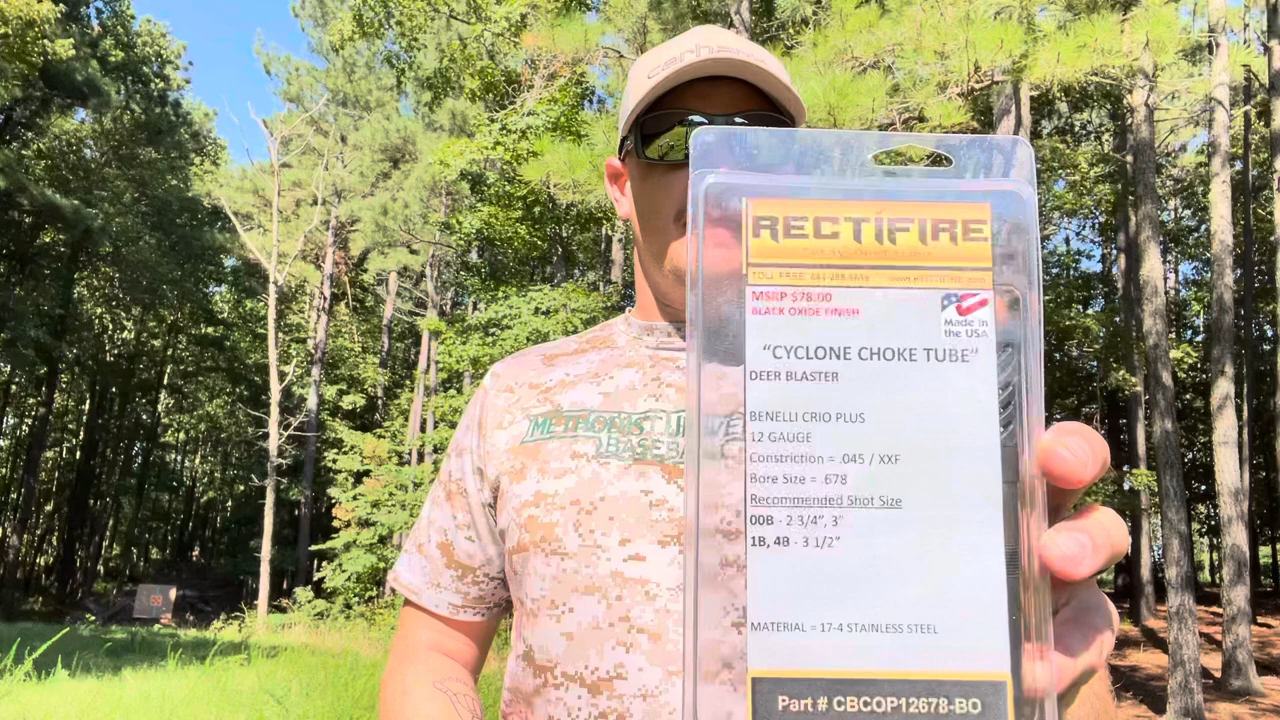 RECTIFIRE
MSRP $78.00
BLACK OXIDE FINISH
Made in
the USA
"CYCLONE CHOKE TUBE"
DEER BLASTER
BENELLI CRIO PLUS
12 GAUGE
Constriction = .045 / XXF
Bore Size = .678
Recommended Shot Size
00B - 2 3/4", 3"
1B, 4B - 3 1/2"
MATERIAL = 17-4 STAINLESS STEEL
Part # CBCOP12678-BO